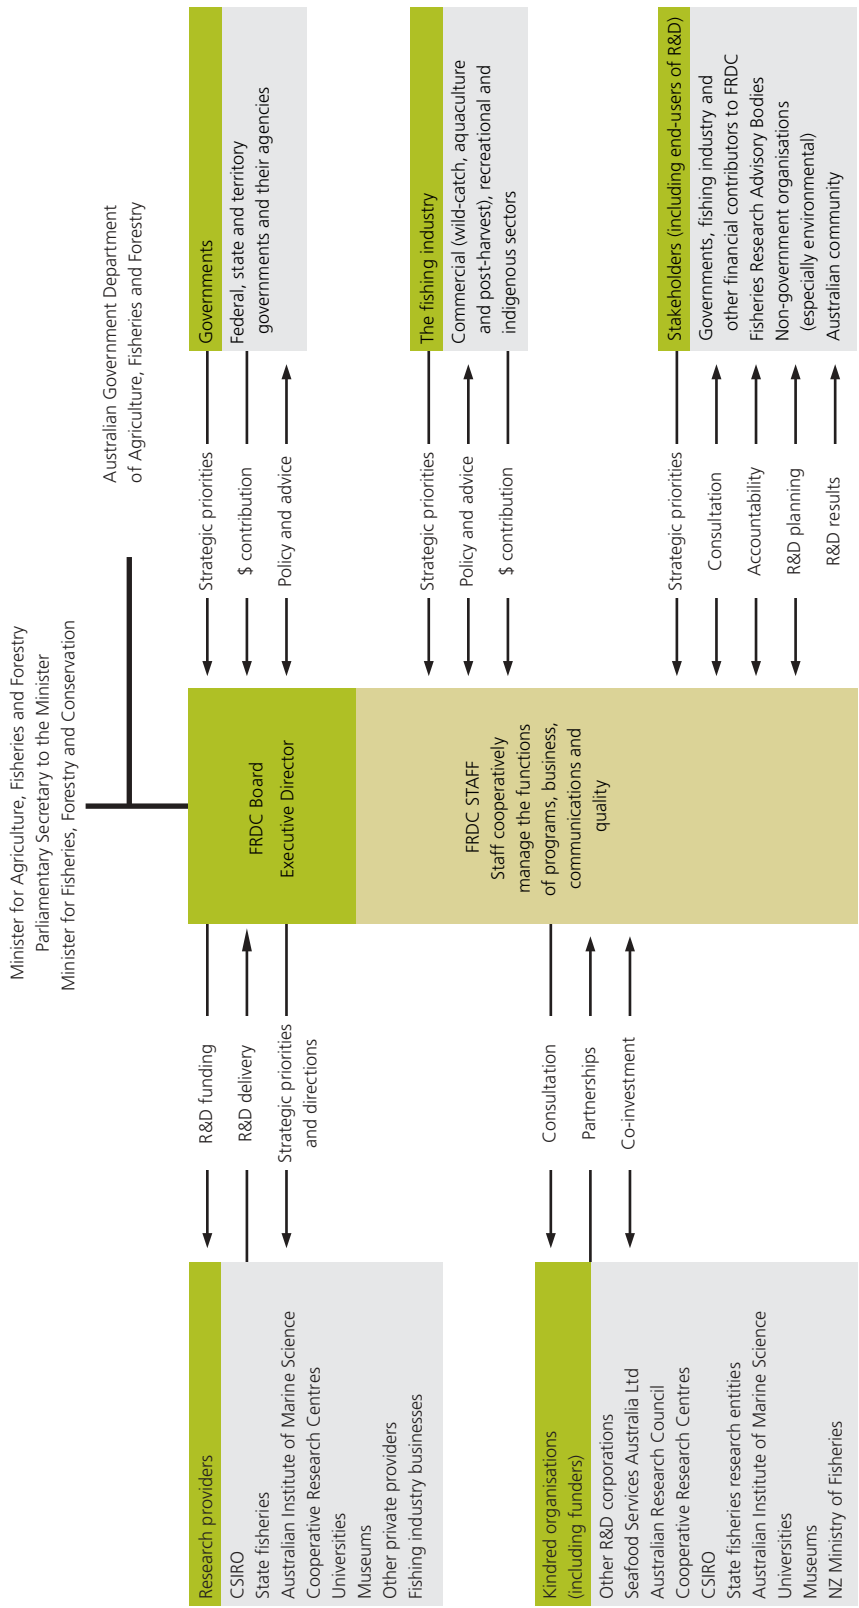 Minister for Agriculture, Fisheries and Forestry
Parliamentary Secretary to the Minister
Minister for Fisheries, Forestry and Conservation
Australian Government Department
of Agriculture, Fisheries and Forestry
Research providers
CSIRO
State fisheries
Australian Institute of Marine Science
Cooperative Research Centres
Universities
Museums
Other private providers
Fishing industry businesses
R&D funding
R&D delivery
Strategic priorities
and directions
FRDC Board
Executive Director
Strategic priorities
$ contribution
Policy and advice
Governments
Federal, state and territory
governments and their agencies
FRDC STAFF
Staff cooperatively
manage the functions
of programs, business,
communications and
quality
Strategic priorities
Policy and advice
$ contribution
The fishing industry
Commercial (wild-catch, aquaculture
and post-harvest), recreational and
indigenous sectors
Kindred organisations
(including funders)
Other R&D corporations
Seafood Services Australia Ltd
Australian Research Council
Cooperative Research Centres
CSIRO
State fisheries research entities
Australian Institute of Marine Science
Universities
Museums
NZ Ministry of Fisheries
Consultation
Partnerships
Co-investment
Strategic priorities
Consultation
Accountability
R&D planning
R&D results
Stakeholders (including end-users of R&D)
Governments, fishing industry and
other financial contributors to FRDC
Fisheries Research Advisory Bodies
Non-government organisations
(especially environmental)
Australian community